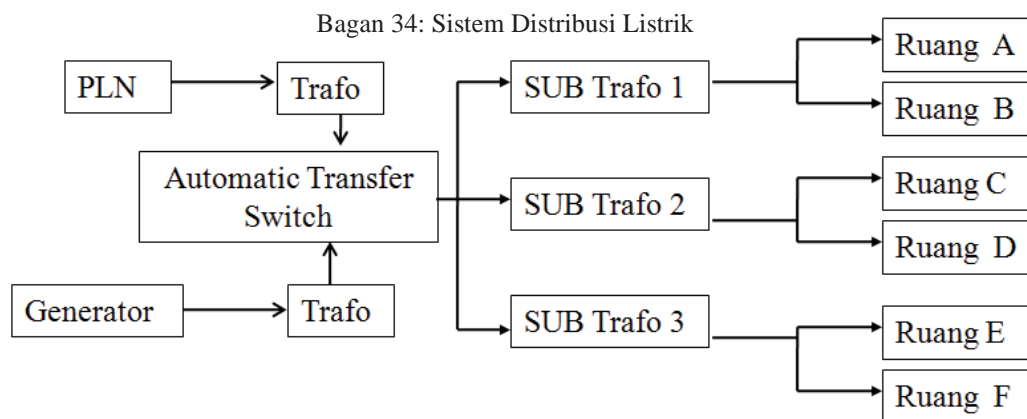 Bagan 34: Sistem Distribusi Listrik
PLN
Trafo
Automatic Transfer
Switch
Generator
Trafo
SUB Trafo 1
SUB Trafo 2
SUB Trafo 3
Ruang A
Ruang B
Ruang C
Ruang D
Ruang E
Ruang F